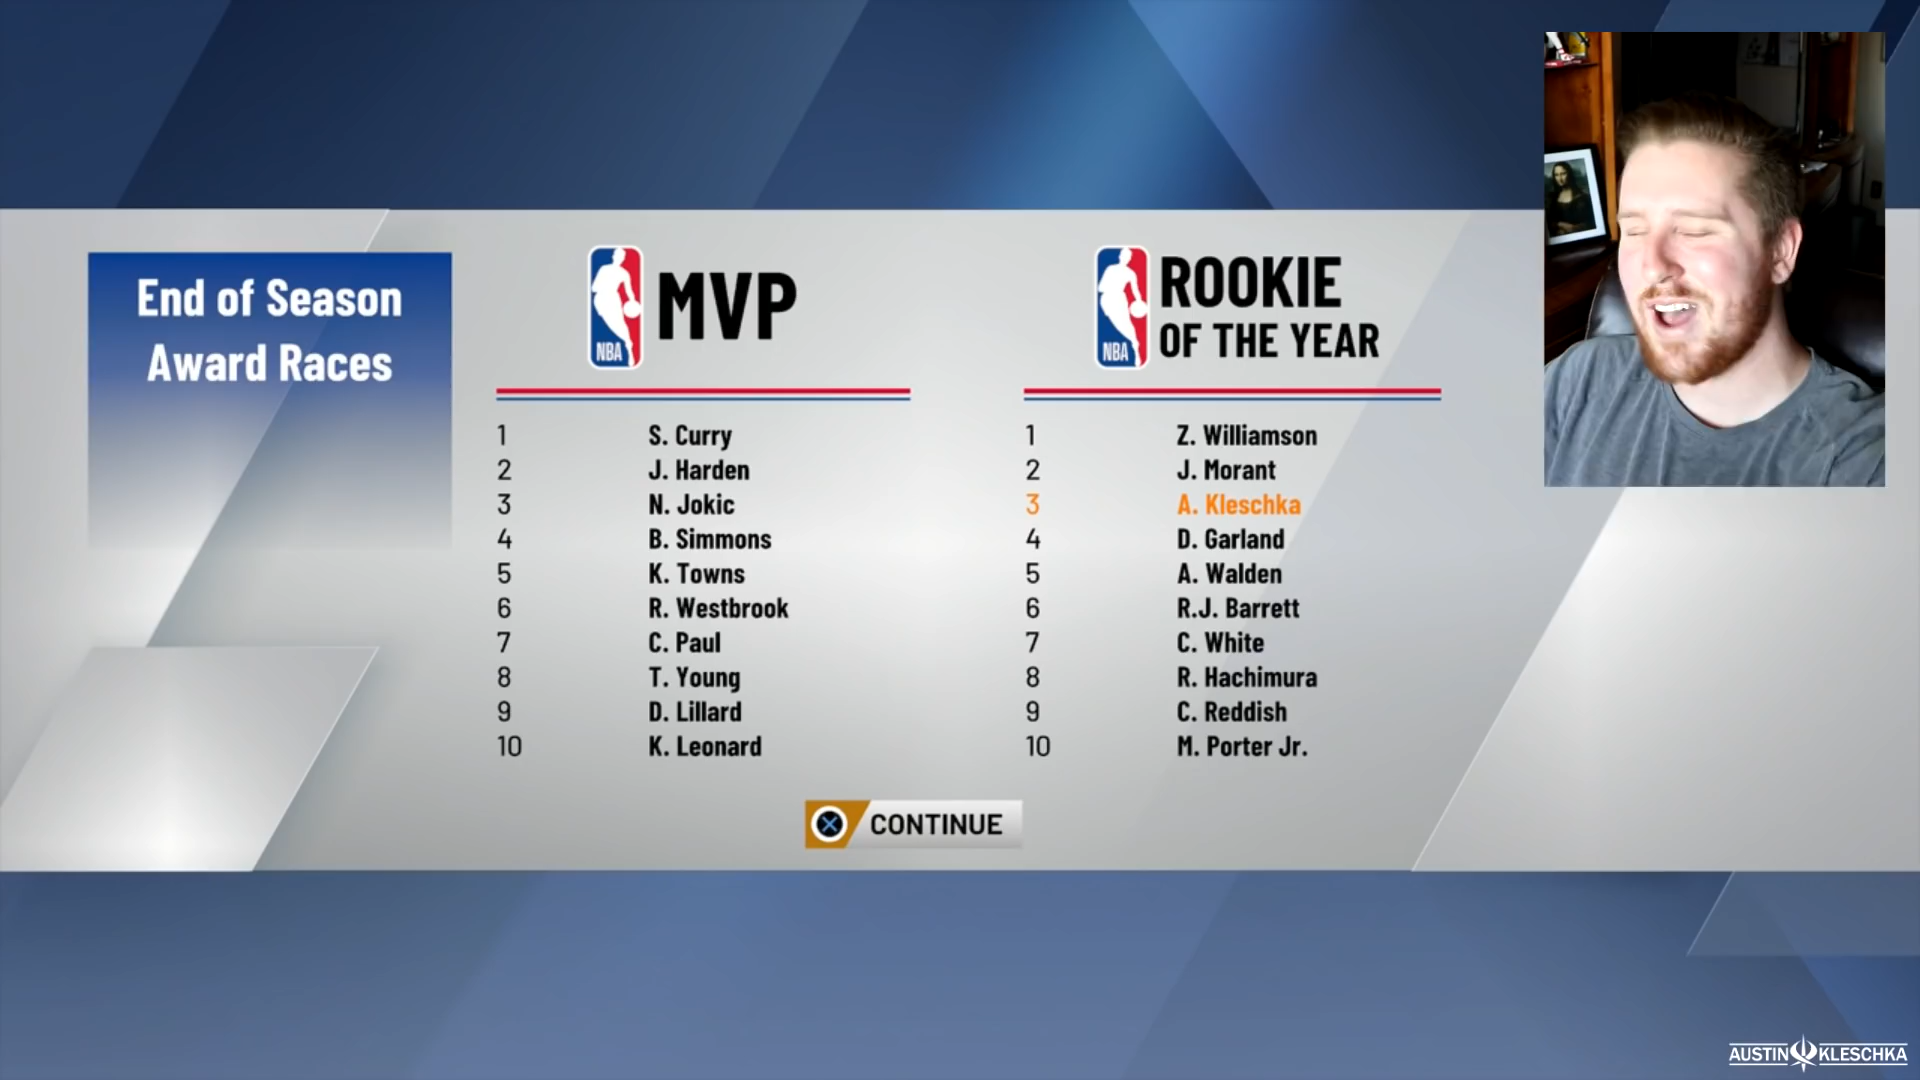 End of Season
Award Races
NBA
MVP
1 S. Curry
2 J. Harden
3 N. Jokic
4 B. Simmons
5 K. Towns
6 R. Westbrook
7 C. Paul
8 T. Young
9 D. Lillard
10 K. Leonard
NBA
ROOKIE
OF THE YEAR
1 Z. Williamson
2 J. Morant
3 A. Kleschka
4 D. Garland
5 A. Walden
6 R.J. Barrett
7 C. White
8 R. Hachimura
9 C. Reddish
10 M. Porter Jr.
CONTINUE
AUSTIN KLESCHKA